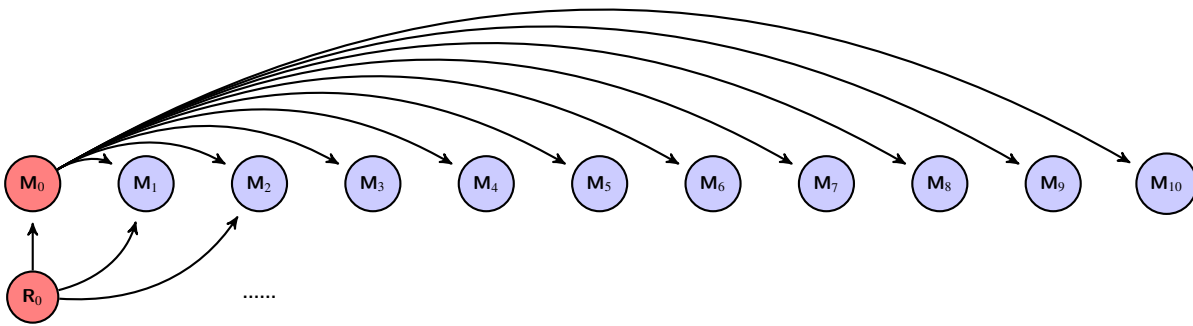 M₀ M₁ M₂ M₃ M₄ M₅ M₆ M₇ M₈ M₉ M₁₀
R₀ ......